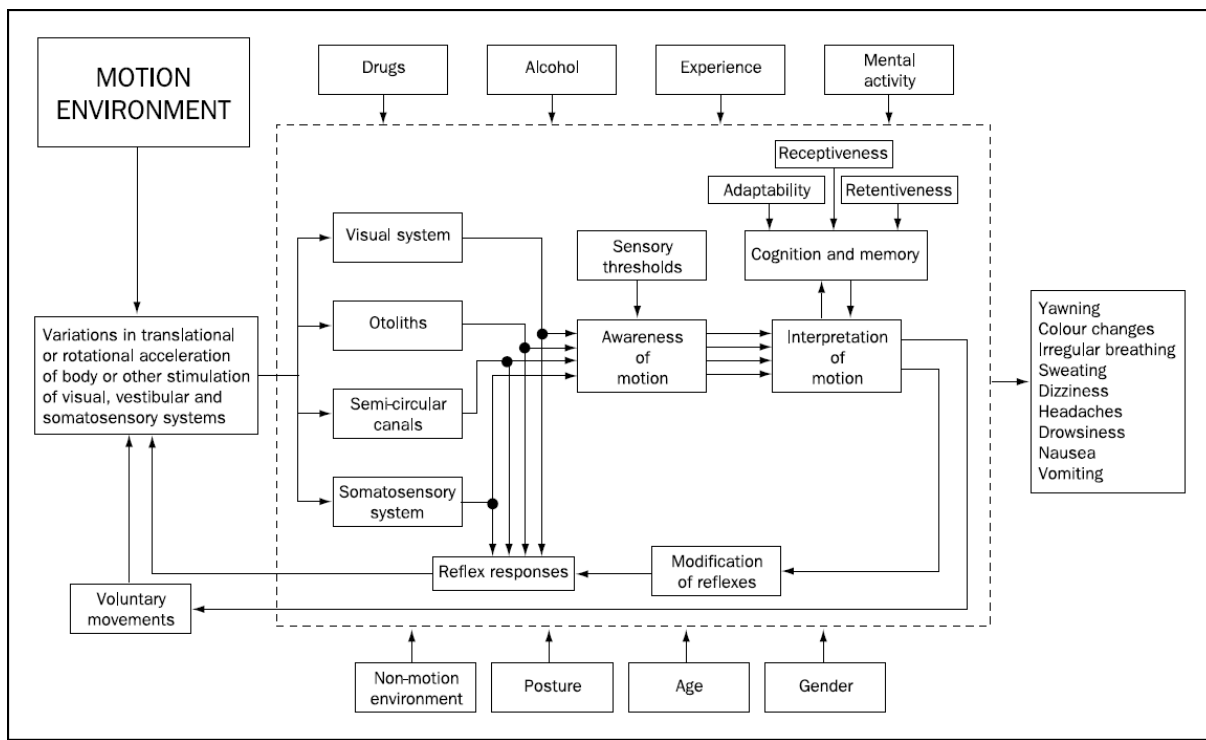 MOTION
ENVIRONMENT
Drugs
Alcohol
Experience
Mental
activity
Receptiveness
Adaptability
Retentiveness
Visual system
Sensory
thresholds
Cognition and memory
Variations in translational
or rotational acceleration
of body or other stimulation
of visual, vestibular and
somatosensory systems
Otoliths
Awareness
of
motion
Interpretation
of
motion
Yawning
Colour changes
Irregular breathing
Sweating
Dizziness
Headaches
Drowsiness
Nausea
Vomiting
Semi-circular
canals
Somatosensory
system
Reflex responses
Modification
of reflexes
Voluntary
movements
Non-motion
environment
Posture
Age
Gender